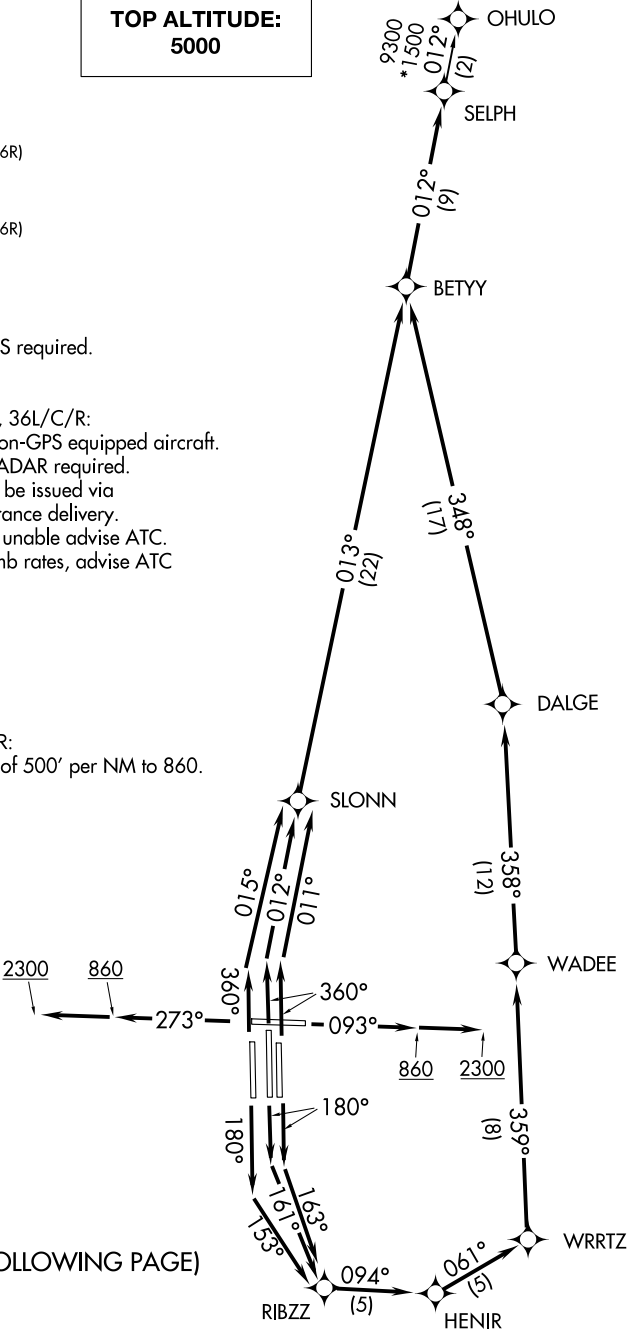 TOP ALTITUDE:
5000
OHULO
9300
*1500
012°
(2)
SELPH
6R)
012°
(9)
6R)
BETYY
S required.
, 36L/C/R:
on-GPS equipped aircraft.
ADAR required.
be issued via
rance delivery.
unable advise ATC.
mb rates, advise ATC
348°
(17)
013°
(22)
DALGE
R:
of 500' per NM to 860.
SLONN
015°
012°
011°
358°
(12)
WADEE
2300
860
360°
360°
273°
093°
860
2300
180°
180°
359°
(8)
153°
161°
163°
WRRTZ
OLLOWING PAGE)
094°
(5)
061°
(5)
RIBZZ
HENIR